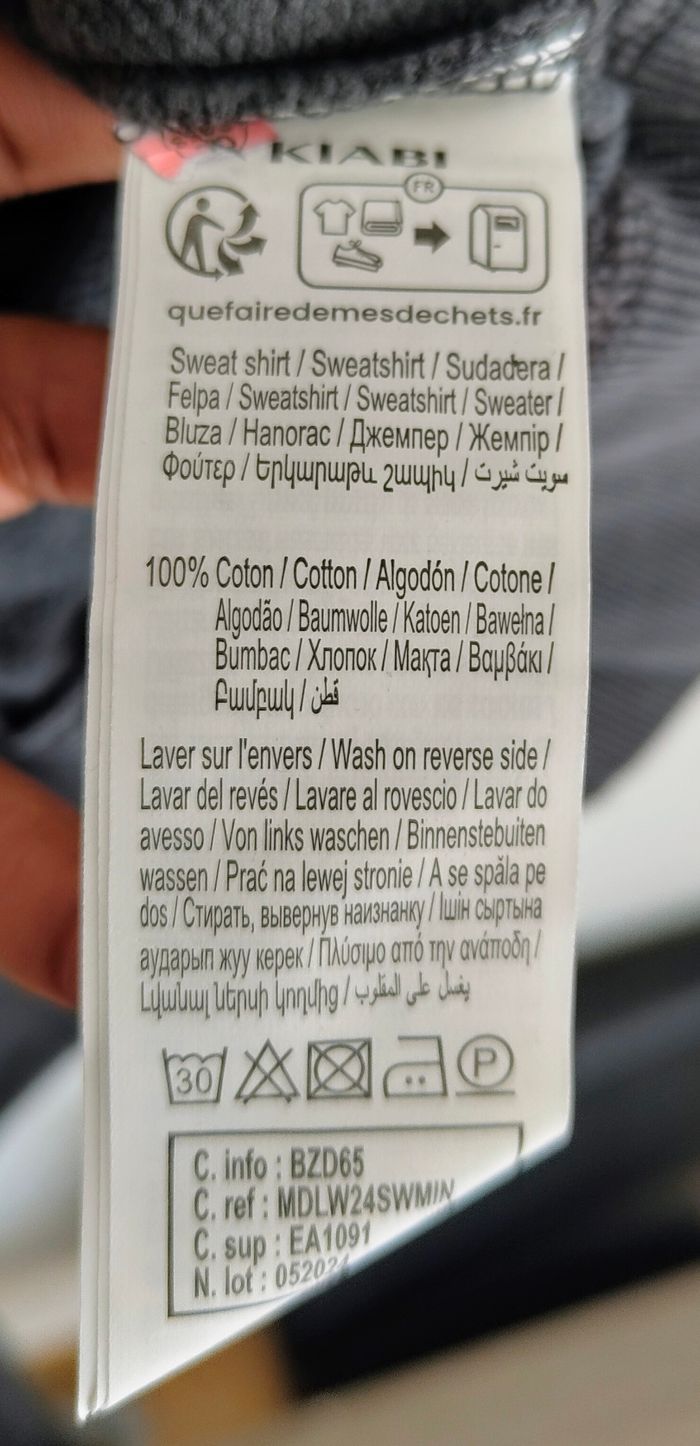 KIABI
FR
quefairedemesdechets.fr
Sweat shirt / Sweatshirt / Sudadera /
Felpa / Sweatshirt / Sweatshirt / Sweater /
Bluza / Hanorac / Джемпер / Жемпір /
Φούτερ / Երկարաթև շապիկ / سويت شيرت
100% Coton / Cotton / Algodón / Cotone /
Algodão / Baumwolle / Katoen / Bawełna /
Bumbac / Хлопок / Мақта / Βαμβάκι /
Բամբակ / قطن
Laver sur l'envers / Wash on reverse side /
Lavar del revés / Lavare al rovescio / Lavar do
avesso / Von links waschen / Binnenstebuiten
wassen / Prać na lewej stronie / A se spăla pe
dos / Стирать, вывернув наизнанку / Ішін сыртына
аударып жуу керек / Πλύσιμο από την ανάποδη /
Լվանալ ներսի կողմից / يغسل على المقلوب
30 P
C. info : BZD65
C. ref : MDLW24SWMIN
C. sup : EA1091
N. lot : 052024